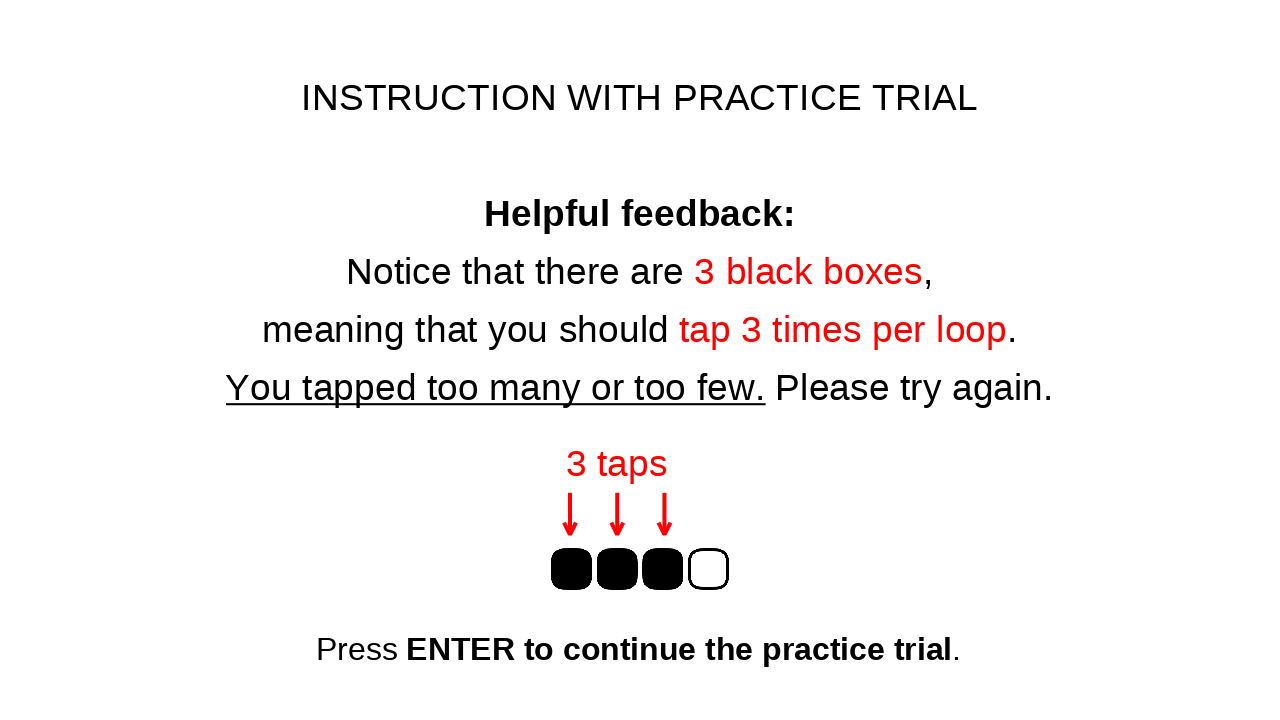 INSTRUCTION WITH PRACTICE TRIAL
Helpful feedback:
Notice that there are 3 black boxes,
meaning that you should tap 3 times per loop.
You tapped too many or too few. Please try again.
3 taps
Press ENTER to continue the practice trial.